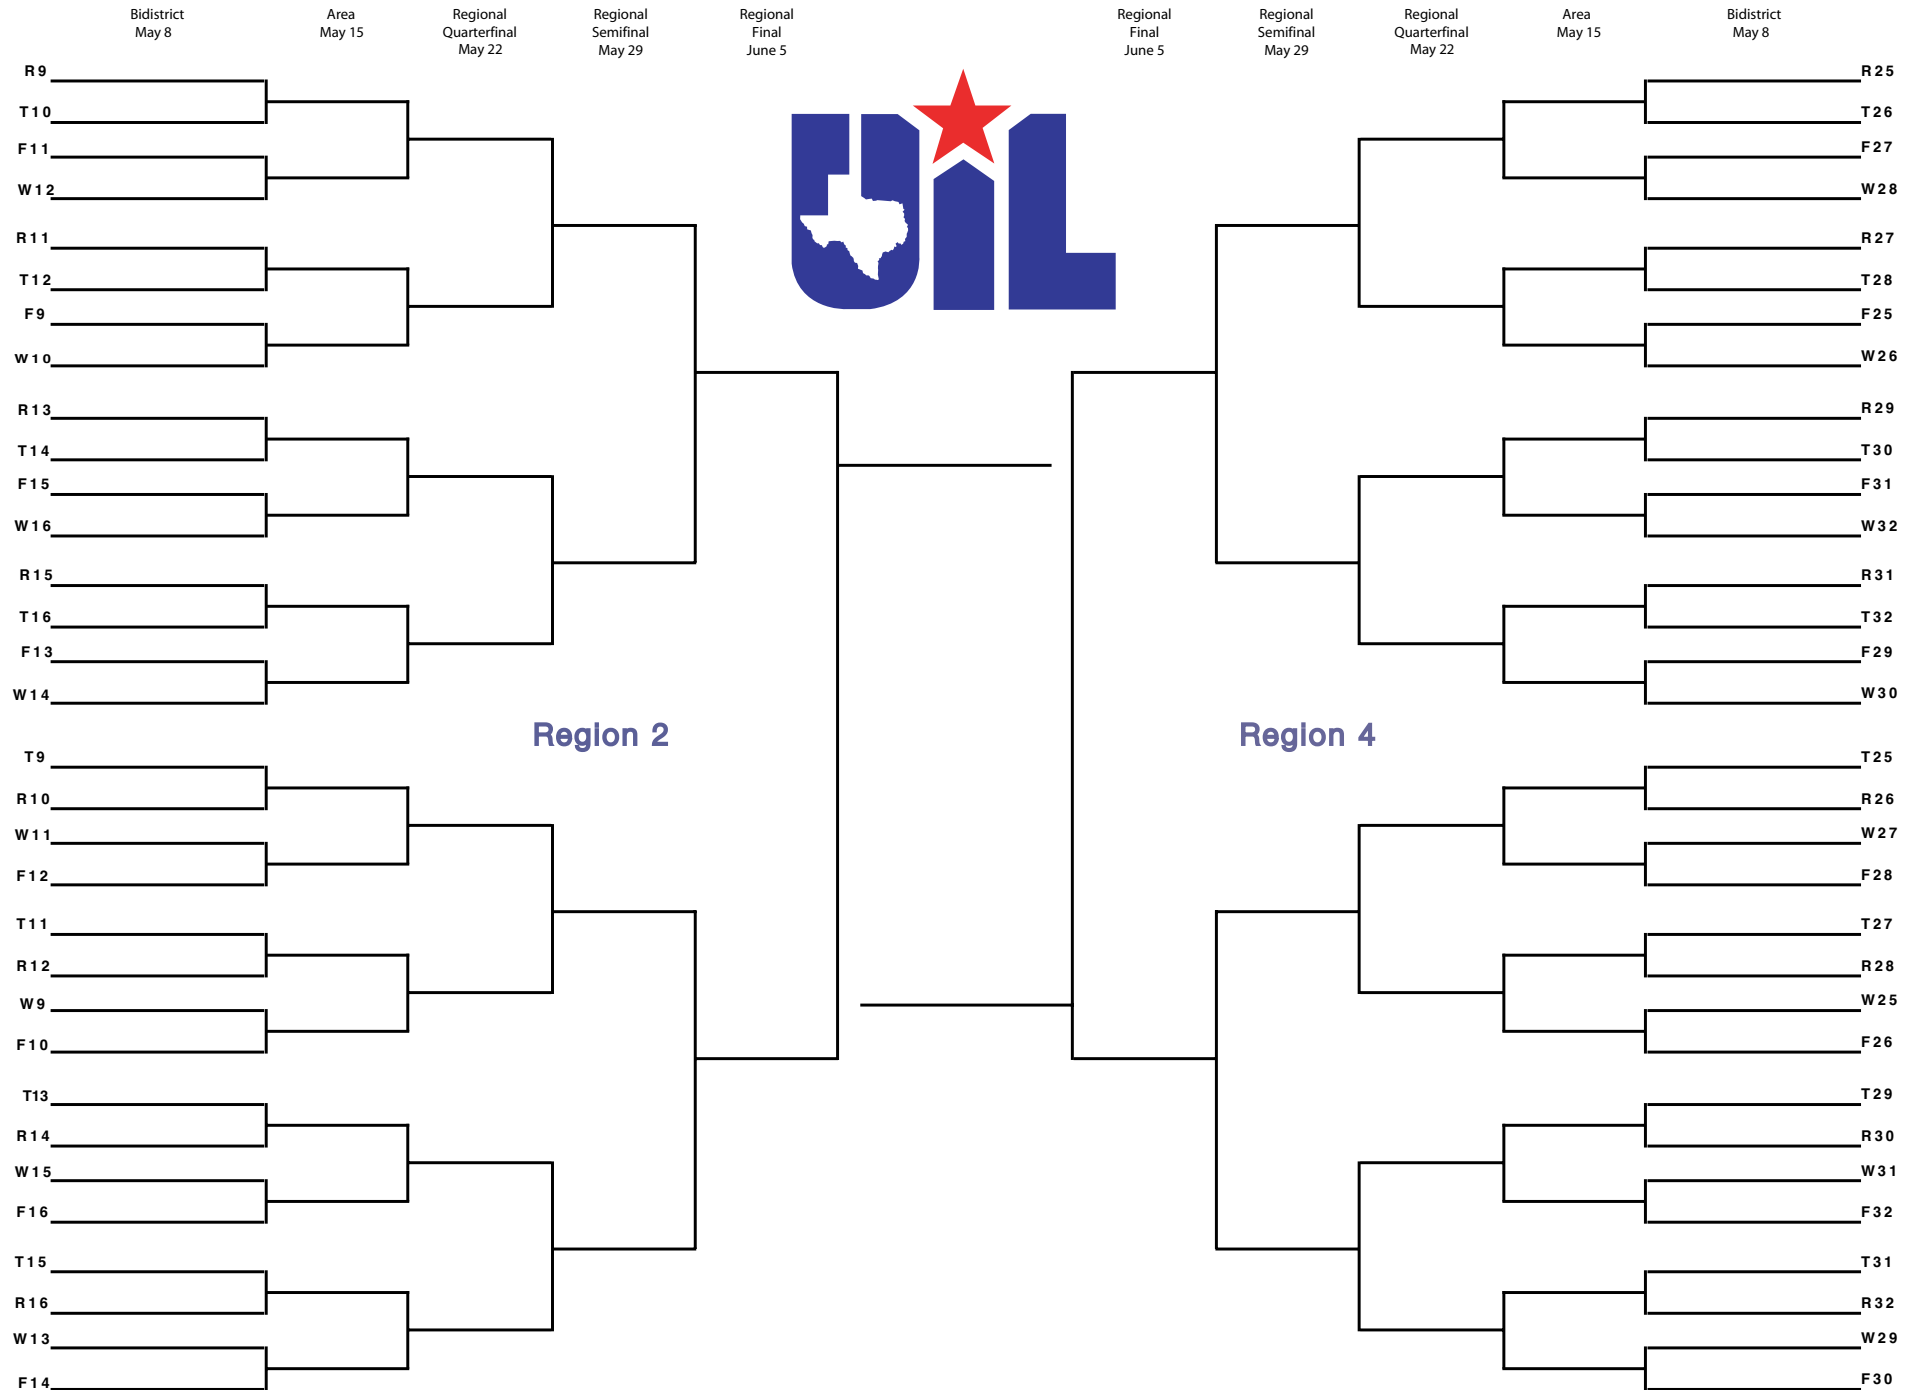 Bidistrict
May 8
Area
May 15
Regional
Quarterfinal
May 22
Regional
Semifinal
May 29
Regional
Final
June 5
Regional
Final
June 5
Regional
Semifinal
May 29
Regional
Quarterfinal
May 22
Area
May 15
Bidistrict
May 8
UIL
R9
T10
F11
W12
R11
T12
F9
W10
R13
T14
F15
W16
R15
T16
F13
W14
Region 2
T9
R10
W11
F12
T11
R12
W9
F10
T13
R14
W15
F16
T15
R16
W13
F14
R25
T26
F27
W28
R27
T28
F25
W26
R29
T30
F31
W32
R31
T32
F29
W30
Region 4
T25
R26
W27
F28
T27
R28
W25
F26
T29
R30
W31
F32
T31
R32
W29
F30